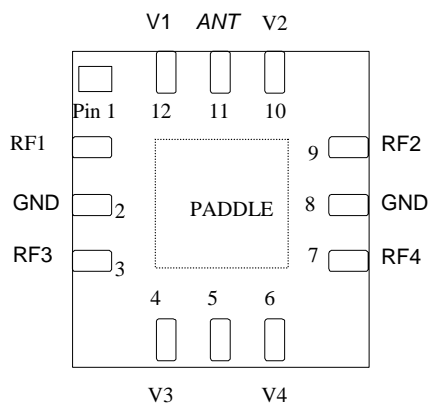 V1 ANT V2
Pin 1 12 11 10
RF1 9 RF2
GND 2 PADDLE 8 GND
RF3 3 7 RF4
4 5 6
V3 V4